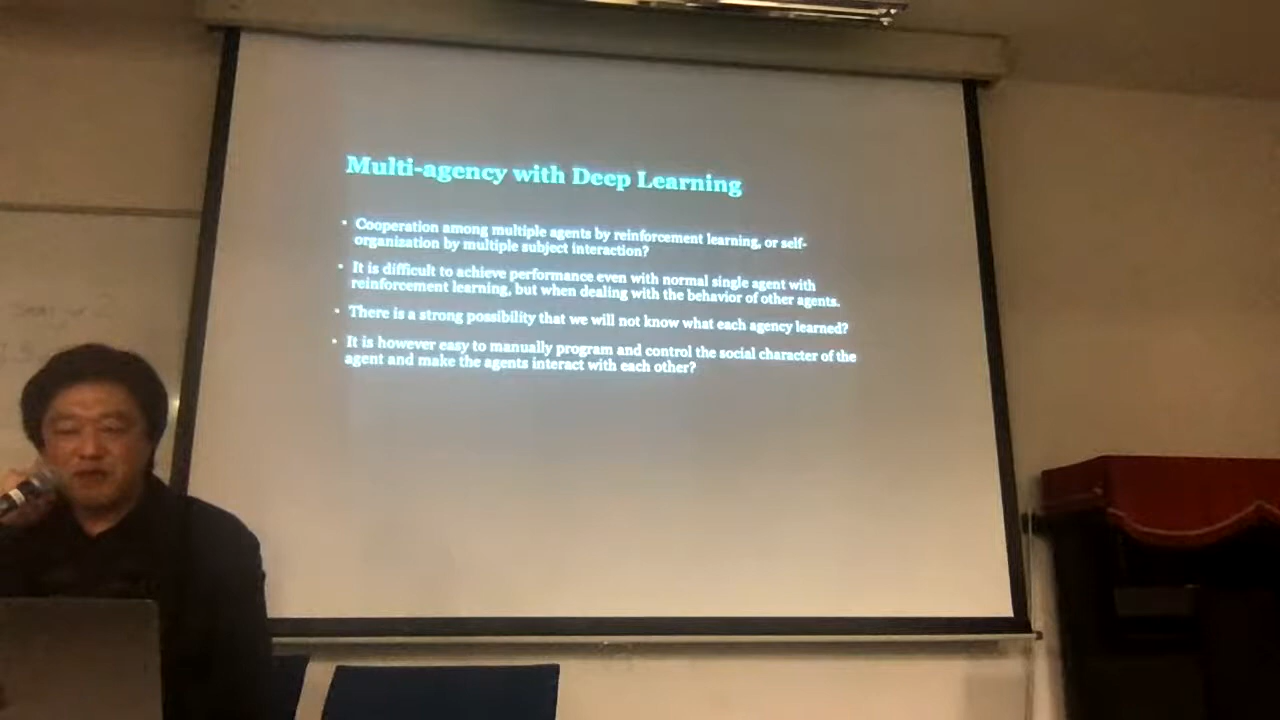 Multi-agency with Deep Learning
• Cooperation among multiple agents by reinforcement learning, or self-
organization by multiple subject interaction?
• It is difficult to achieve performance even with normal single agent with
reinforcement learning, but when dealing with the behavior of other agents.
• There is a strong possibility that we will not know what each agency learned?
• It is however easy to manually program and control the social character of the
agent and make the agents interact with each other?